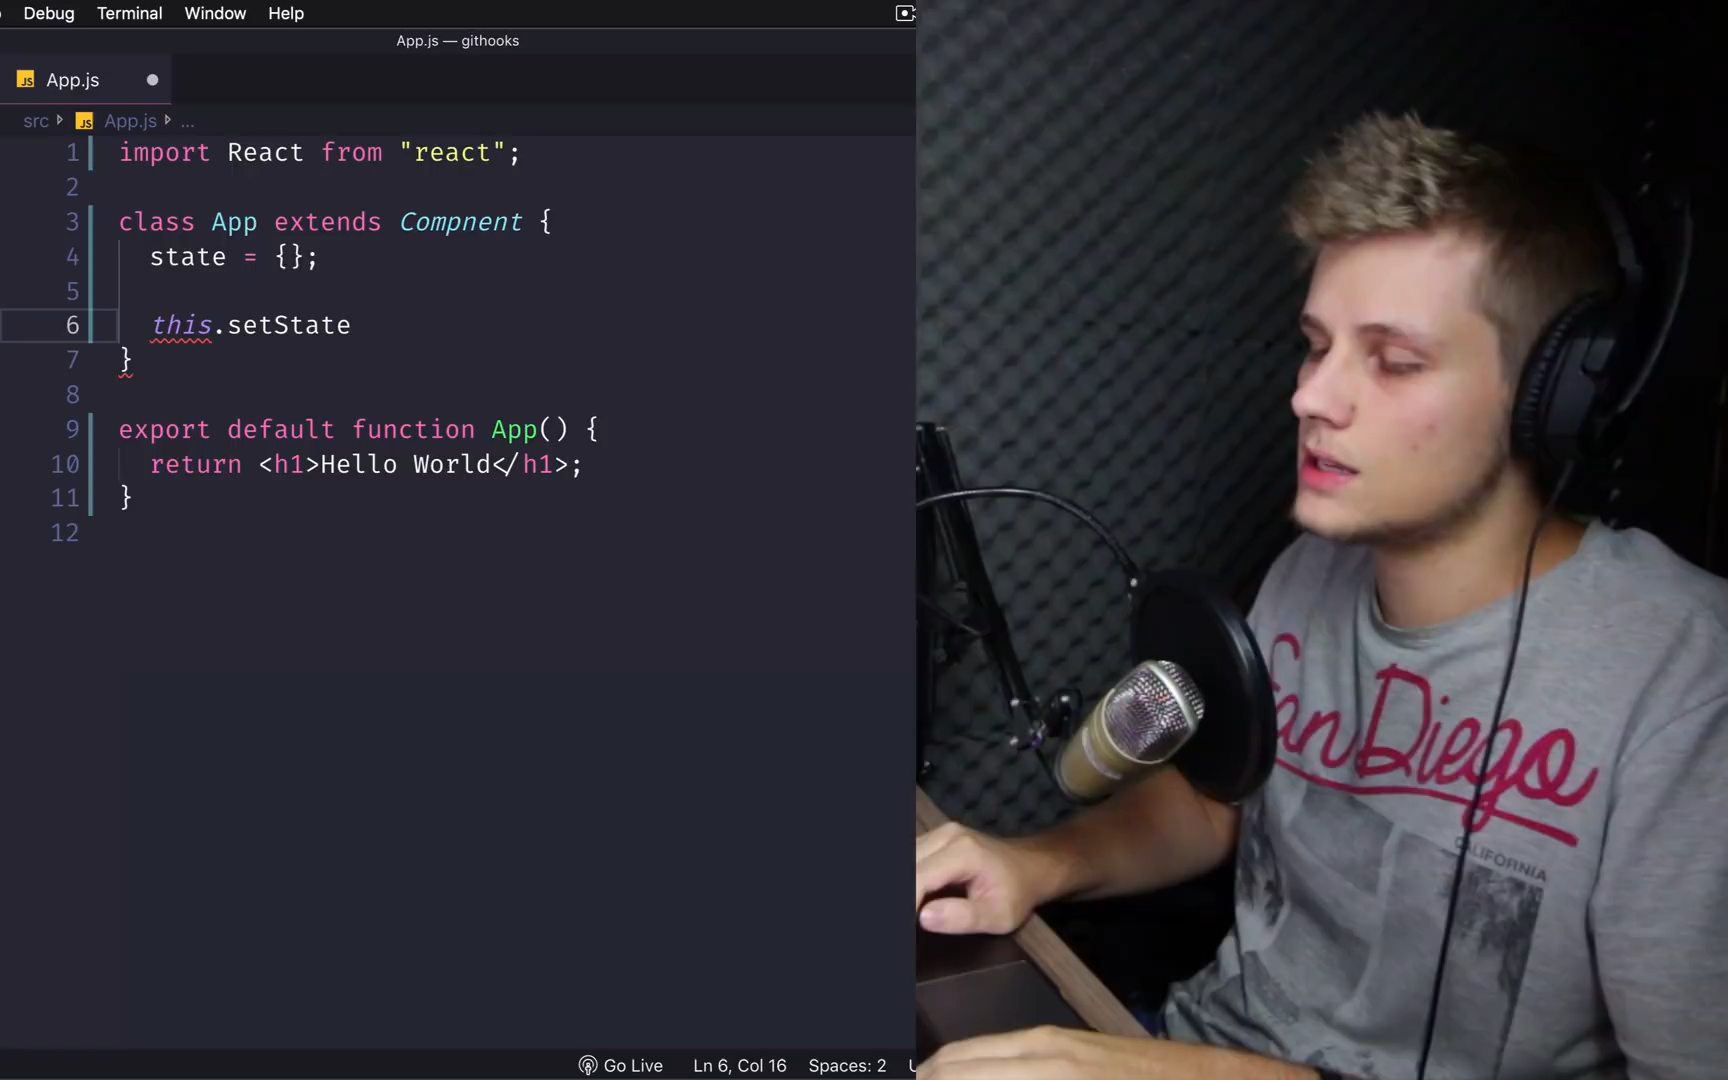 Debug Terminal Window Help
App.js — githooks
JS App.js
src JS App.js ...
1 import React from "react";
2
3 class App extends Compnent {
4 state = {};
5
6 this.setState
7 }
8
9 export default function App() {
10 return <h1>Hello World</h1>;
11 }
12
Go Live Ln 6, Col 16 Spaces: 2
San Diego
CALIFORNIA